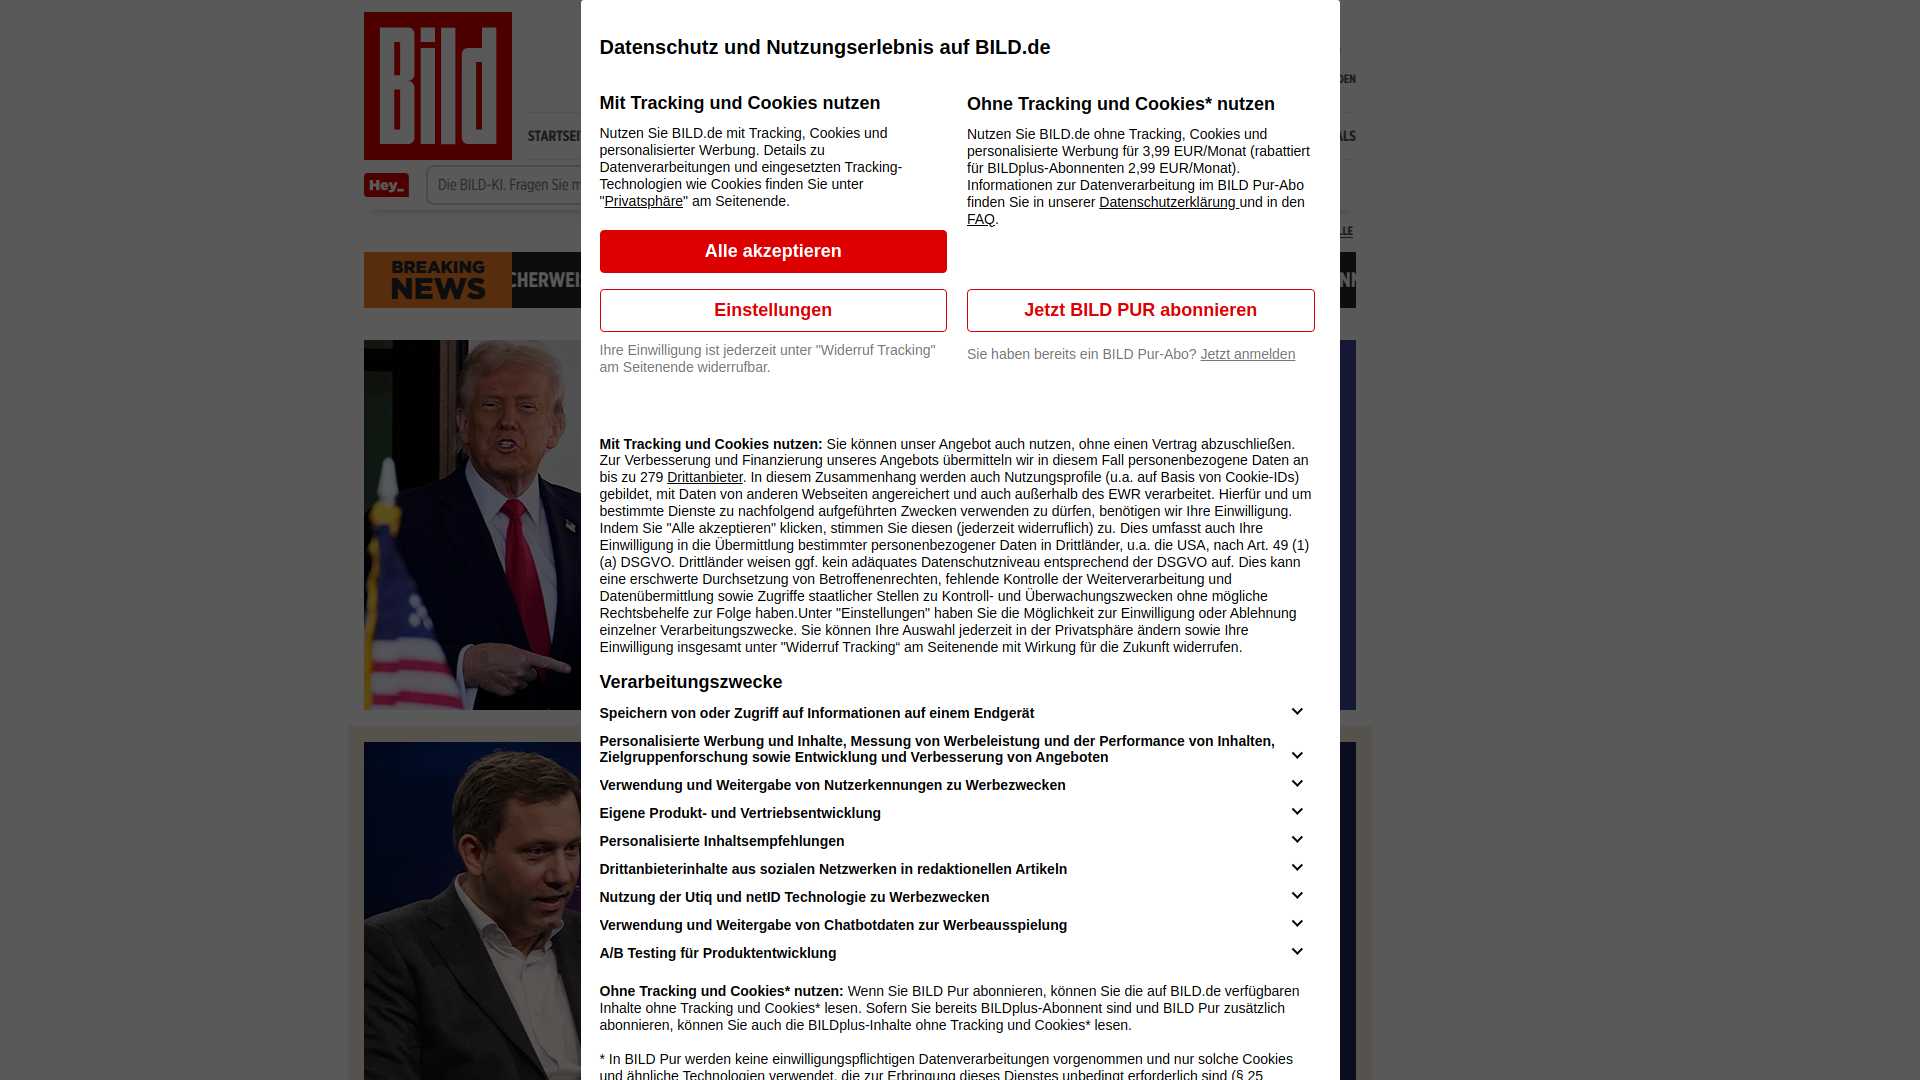 Bild
STARTSEI
Hey_
Die BILD-KI. Fragen Sie m
BREAKING
NEWS
CHERWEI
Datenschutz und Nutzungserlebnis auf BILD.de
Mit Tracking und Cookies nutzen
Nutzen Sie BILD.de mit Tracking, Cookies und
personalisierter Werbung. Details zu
Datenverarbeitungen und eingesetzten Tracking-
Technologien wie Cookies finden Sie unter
"Privatsphäre" am Seitenende.
Alle akzeptieren
Einstellungen
Ihre Einwilligung ist jederzeit unter "Widerruf Tracking"
am Seitenende widerrufbar.
Ohne Tracking und Cookies* nutzen
Nutzen Sie BILD.de ohne Tracking, Cookies und
personalisierte Werbung für 3,99 EUR/Monat (rabattiert
für BILDplus-Abonnenten 2,99 EUR/Monat).
Informationen zur Datenverarbeitung im BILD Pur-Abo
finden Sie in unserer Datenschutzerklärung und in den
FAQ.
Jetzt BILD PUR abonnieren
Sie haben bereits ein BILD Pur-Abo? Jetzt anmelden
Mit Tracking und Cookies nutzen: Sie können unser Angebot auch nutzen, ohne einen Vertrag abzuschließen.
Zur Verbesserung und Finanzierung unseres Angebots übermitteln wir in diesem Fall personenbezogene Daten an
bis zu 279 Drittanbieter. In diesem Zusammenhang werden auch Nutzungsprofile (u.a. auf Basis von Cookie-IDs)
gebildet, mit Daten von anderen Webseiten angereichert und auch außerhalb des EWR verarbeitet. Hierfür und um
bestimmte Dienste zu nachfolgend aufgeführten Zwecken verwenden zu dürfen, benötigen wir Ihre Einwilligung.
Indem Sie "Alle akzeptieren" klicken, stimmen Sie diesen (jederzeit widerruflich) zu. Dies umfasst auch Ihre
Einwilligung in die Übermittlung bestimmter personenbezogener Daten in Drittländer, u.a. die USA, nach Art. 49 (1)
(a) DSGVO. Drittländer weisen ggf. kein adäquates Datenschutzniveau entsprechend der DSGVO auf. Dies kann
eine erschwerte Durchsetzung von Betroffenenrechten, fehlende Kontrolle der Weiterverarbeitung und
Datenübermittlung sowie Zugriffe staatlicher Stellen zu Kontroll- und Überwachungszwecken ohne mögliche
Rechtsbehelfe zur Folge haben.Unter "Einstellungen" haben Sie die Möglichkeit zur Einwilligung oder Ablehnung
einzelner Verarbeitungszwecke. Sie können Ihre Auswahl jederzeit in der Privatsphäre ändern sowie Ihre
Einwilligung insgesamt unter "Widerruf Tracking“ am Seitenende mit Wirkung für die Zukunft widerrufen.
Verarbeitungszwecke
Speichern von oder Zugriff auf Informationen auf einem Endgerät
Personalisierte Werbung und Inhalte, Messung von Werbeleistung und der Performance von Inhalten,
Zielgruppenforschung sowie Entwicklung und Verbesserung von Angeboten
Verwendung und Weitergabe von Nutzerkennungen zu Werbezwecken
Eigene Produkt- und Vertriebsentwicklung
Personalisierte Inhaltsempfehlungen
Drittanbieterinhalte aus sozialen Netzwerken in redaktionellen Artikeln
Nutzung der Utiq und netID Technologie zu Werbezwecken
Verwendung und Weitergabe von Chatbotdaten zur Werbeausspielung
A/B Testing für Produktentwicklung
Ohne Tracking und Cookies* nutzen: Wenn Sie BILD Pur abonnieren, können Sie die auf BILD.de verfügbaren
Inhalte ohne Tracking und Cookies* lesen. Sofern Sie bereits BILDplus-Abonnent sind und BILD Pur zusätzlich
abonnieren, können Sie auch die BILDplus-Inhalte ohne Tracking und Cookies* lesen.
* In BILD Pur werden keine einwilligungspflichtigen Datenverarbeitungen vorgenommen und nur solche Cookies
und ähnliche Technologien verwendet, die zur Erbringung dieses Dienstes unbedingt erforderlich sind (§ 25